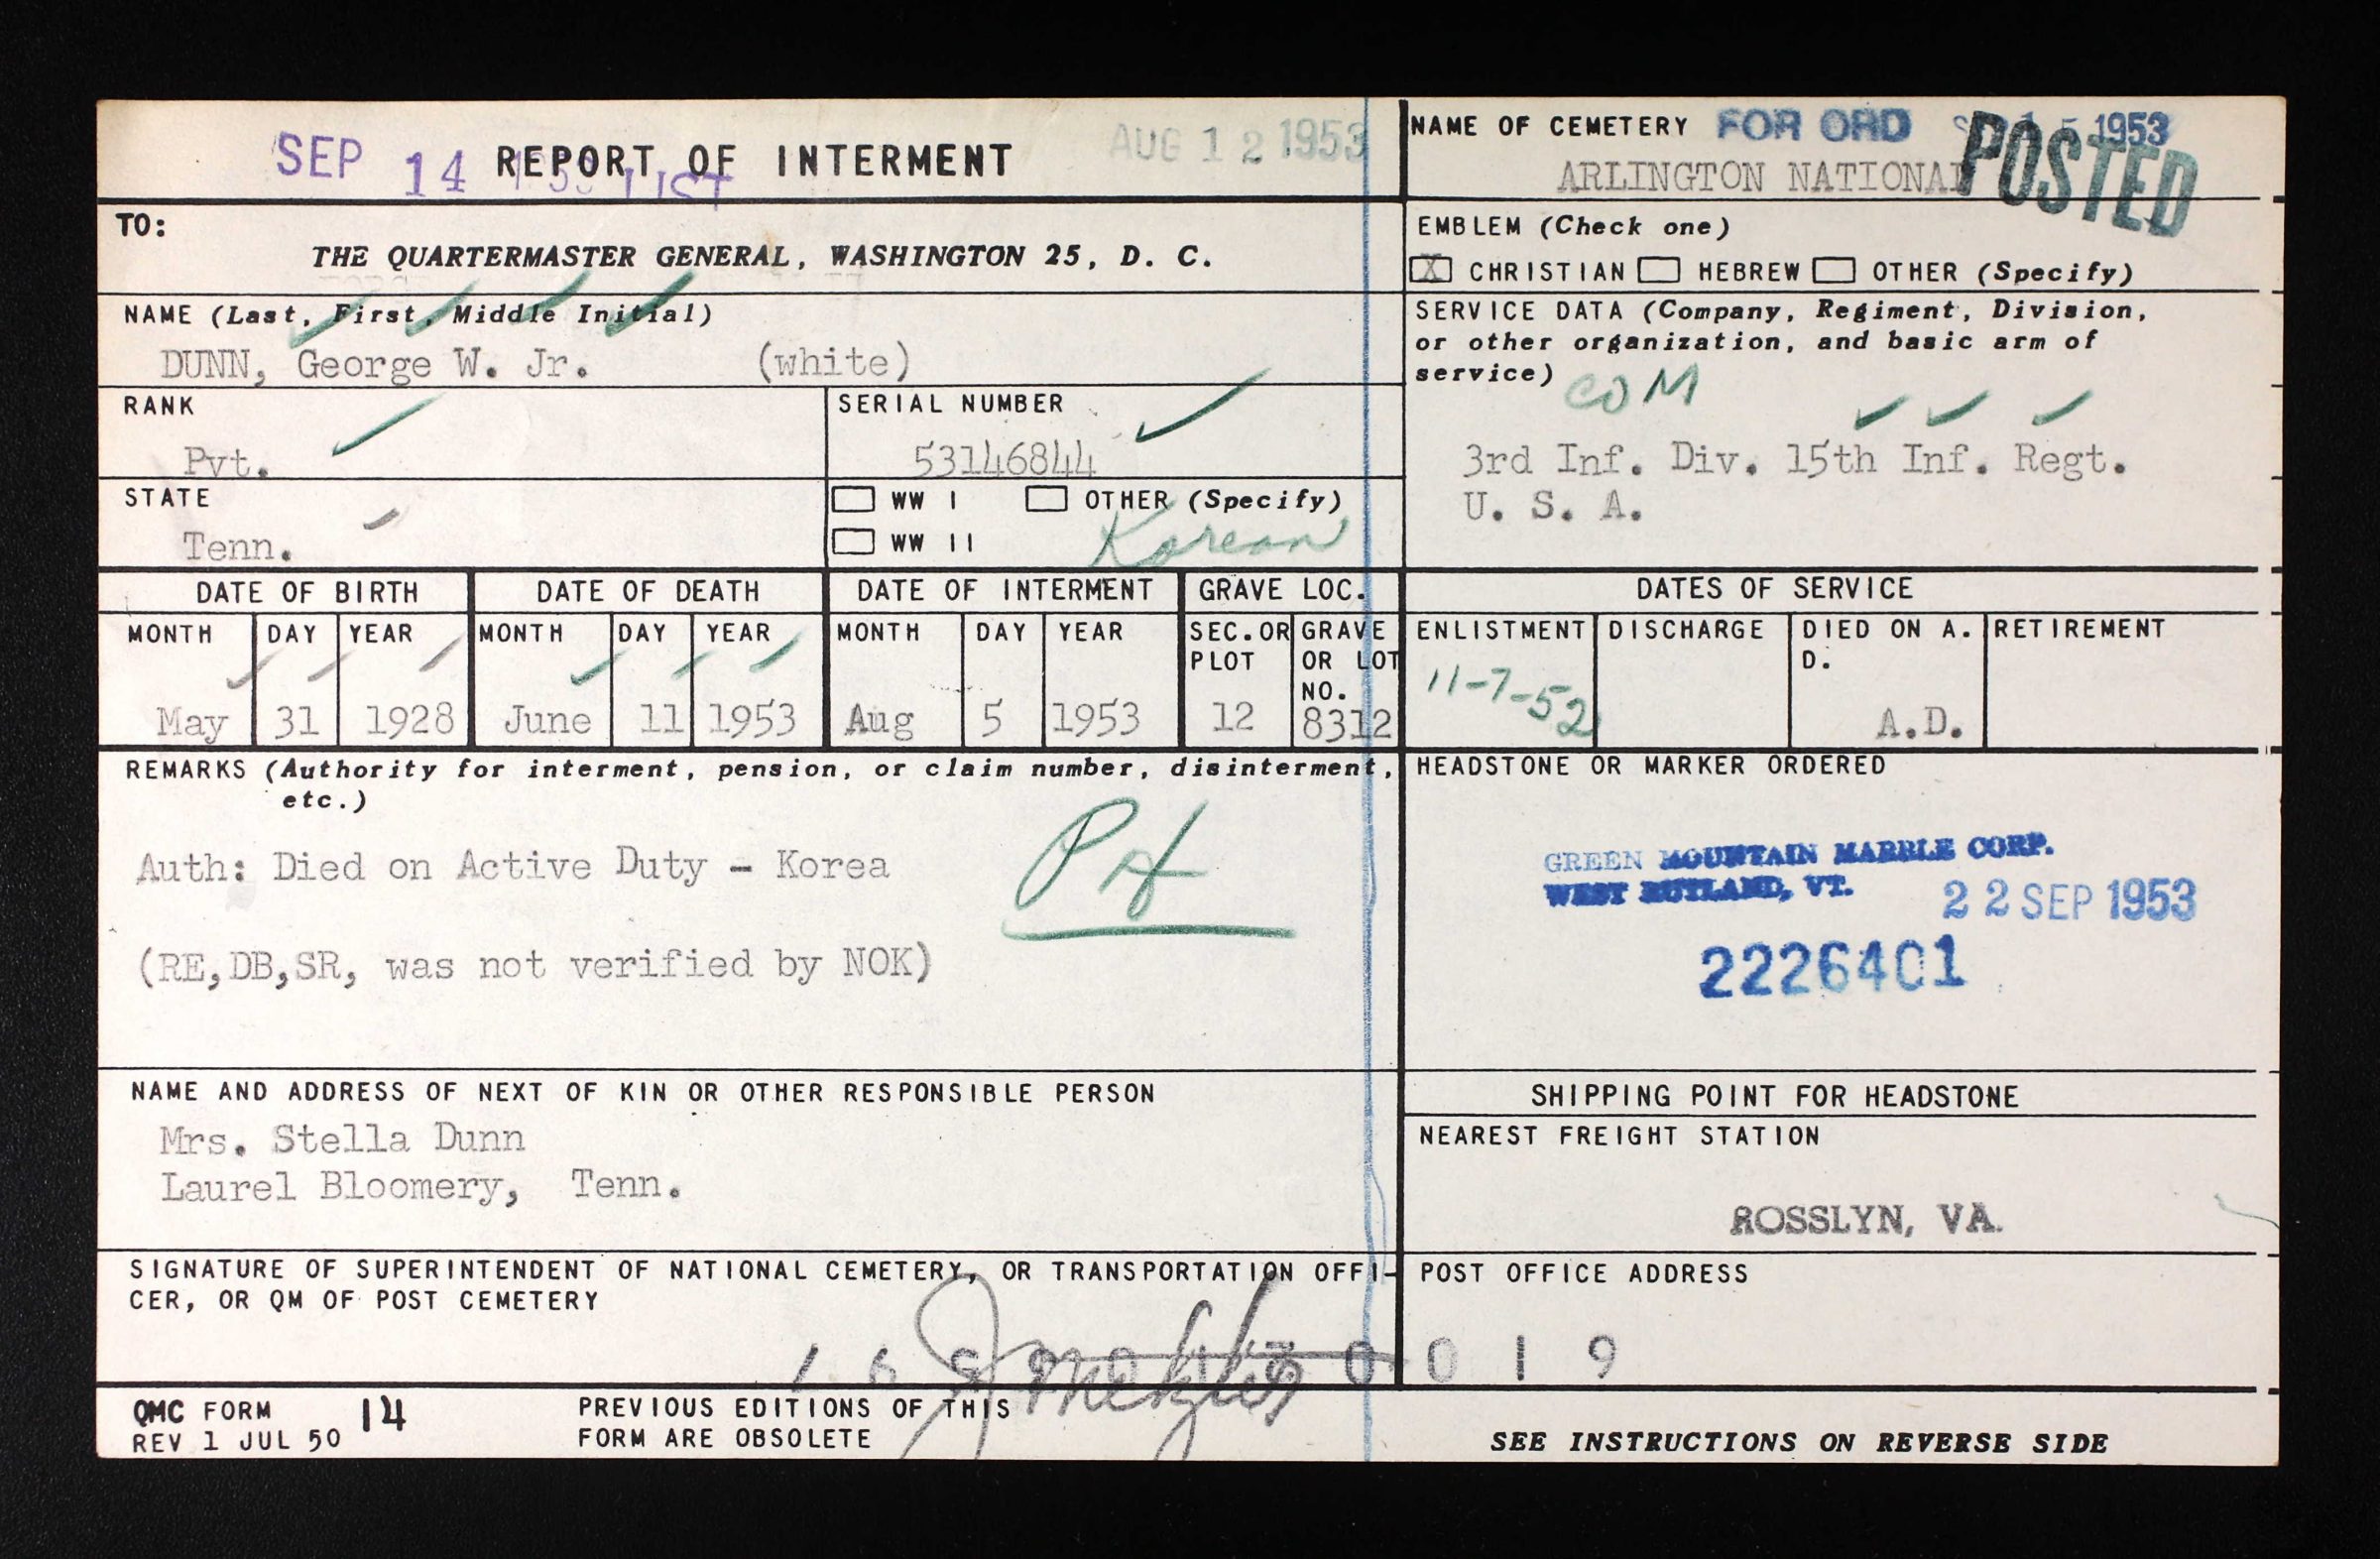 SEP 14 REPORT OF INTERMENT AUG 12 1953
LIST
NAME OF CEMETERY FOR ORD 1953
ARLINGTON NATIONAL
POSTED
TO:
THE QUARTERMASTER GENERAL, WASHINGTON 25, D. C.
EMBLEM (Check one)
X CHRISTIAN HEBREW OTHER (Specify)
NAME (Last, First, Middle Initial)
DUNN, George W. Jr. (white)
SERVICE DATA (Company, Regiment, Division,
or other organization, and basic arm of
service) COM
3rd Inf. Div. 15th Inf. Regt.
U. S. A.
RANK
Pvt.
SERIAL NUMBER
53146844
STATE
Tenn.
WW I OTHER (Specify)
WW II Korean
DATE OF BIRTH DATE OF DEATH DATE OF INTERMENT GRAVE LOC. DATES OF SERVICE
MONTH DAY YEAR MONTH DAY YEAR MONTH DAY YEAR SEC. OR GRAVE ENLISTMENT DISCHARGE DIED ON A. RETIREMENT
PLOT OR LOT D.
NO.
May 31 1928 June 11 1953 Aug 5 1953 12 8312 11-7-52 A.D.
REMARKS (Authority for interment, pension, or claim number, disinterment,
etc.)
Auth: Died on Active Duty - Korea
(RE,DB,SR, was not verified by NOK)
HEADSTONE OR MARKER ORDERED
GREEN MOUNTAIN MARBLE CORP.
WEST RUTLAND, VT. 22 SEP 1953
2226401
NAME AND ADDRESS OF NEXT OF KIN OR OTHER RESPONSIBLE PERSON
Mrs. Stella Dunn
Laurel Bloomery, Tenn.
SHIPPING POINT FOR HEADSTONE
NEAREST FREIGHT STATION
ROSSLYN, VA.
SIGNATURE OF SUPERINTENDENT OF NATIONAL CEMETERY, OR TRANSPORTATION OFFI-
CER, OR QM OF POST CEMETERY
POST OFFICE ADDRESS
0 0 1 9
QMC FORM 14
REV 1 JUL 50
PREVIOUS EDITIONS OF THIS
FORM ARE OBSOLETE
SEE INSTRUCTIONS ON REVERSE SIDE